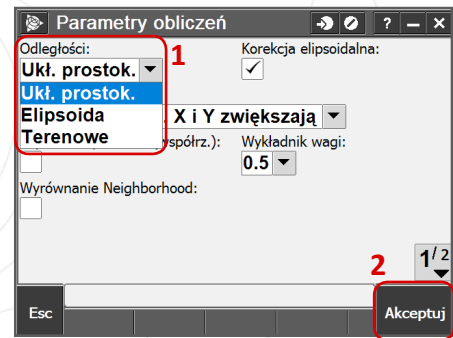 Parametry obliczeń
? – ×
Odległości:
1
Korekcja elipsoidalna:
Ukł. prostok.
Ukł. prostok.
Elipsoida
X i Y zwiększają
Terenowe
współrz.):
Wykładnik wagi:
0.5
Wyrównanie Neighborhood:
2
1/2
Esc
Akceptuj